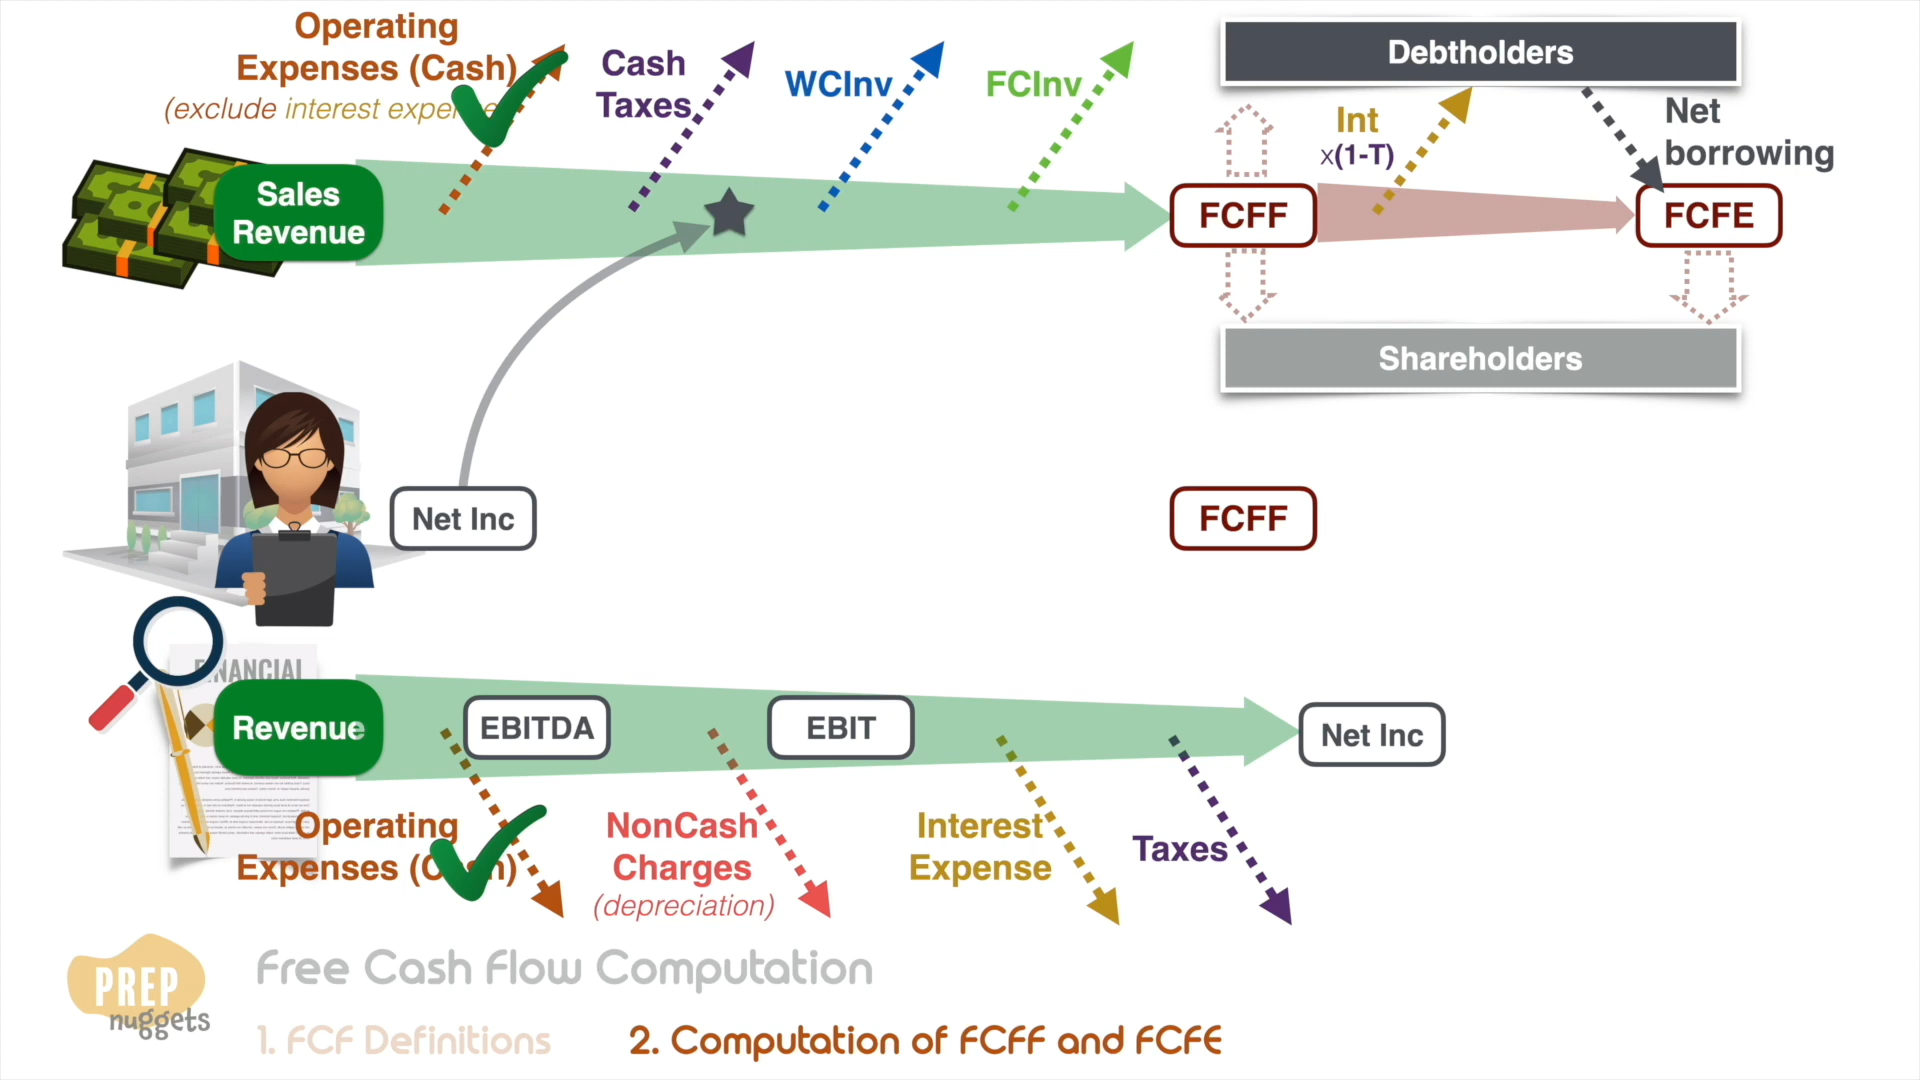 Operating
Expenses (Cash)
(exclude interest
Cash
Taxes
WCInv
FCInv
Debtholders
Int
x(1-T)
Net
borrowing
Sales
Revenue
FCFF
FCFE
Shareholders
Net Inc
FCFF
FINANCIAL
Revenue
EBITDA
EBIT
Net Inc
Operating
Expenses
NonCash
Charges
(depreciation)
Interest
Expense
Taxes
PREP
nuggets
Free Cash Flow Computation
1. FCF Definitions
2. Computation of FCFF and FCFE